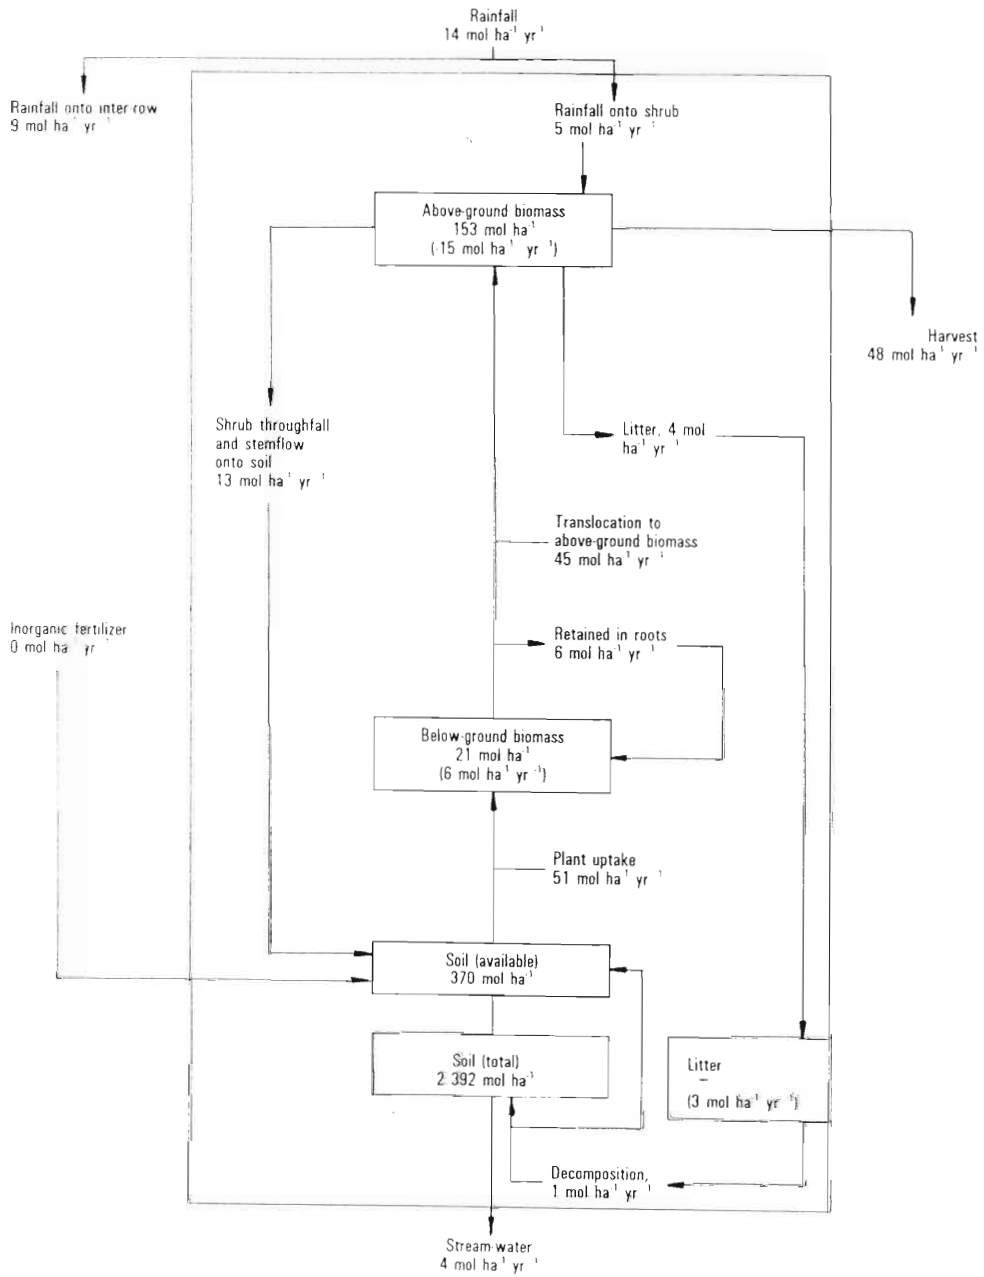 Rainfall
14 mol ha⁻¹ yr⁻¹
Rainfall onto inter-row
9 mol ha⁻¹ yr⁻¹
Rainfall onto shrub
5 mol ha⁻¹ yr⁻¹
Above-ground biomass
153 mol ha⁻¹
(-15 mol ha⁻¹ yr⁻¹)
Harvest
48 mol ha⁻¹ yr⁻¹
Shrub throughfall
and stemflow
onto soil
13 mol ha⁻¹ yr⁻¹
Litter, 4 mol
ha⁻¹ yr⁻¹
Translocation to
above-ground biomass
45 mol ha⁻¹ yr⁻¹
Inorganic fertilizer
0 mol ha⁻¹ yr⁻¹
Retained in roots
6 mol ha⁻¹ yr⁻¹
Below-ground biomass
21 mol ha⁻¹
(6 mol ha⁻¹ yr⁻¹)
Plant uptake
51 mol ha⁻¹ yr⁻¹
Soil (available)
370 mol ha⁻¹
Soil (total)
2 392 mol ha⁻¹
Litter
–
(3 mol ha⁻¹ yr⁻¹)
Decomposition,
1 mol ha⁻¹ yr⁻¹
Stream-water
4 mol ha⁻¹ yr⁻¹